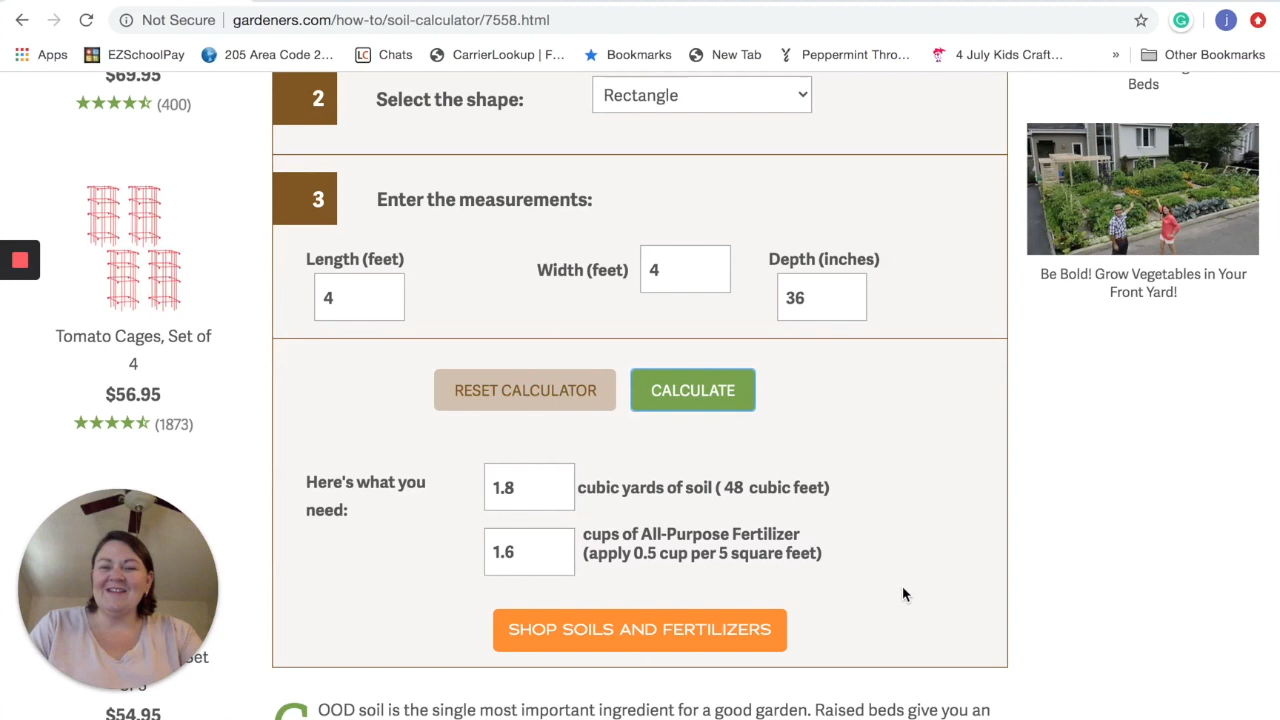 Not Secure gardeners.com/how-to/soil-calculator/7558.html
Apps EZSchoolPay 205 Area Code 2... LC Chats CarrierLookup | F... Bookmarks New Tab Peppermint Thro... 4 July Kids Craft... » Other Bookmarks
$69.95
(400)
Tomato Cages, Set of
4
$56.95
(1873)
Set
$54.95
2 Select the shape: Rectangle
3 Enter the measurements:
Length (feet)
4
Width (feet) 4
Depth (inches)
36
RESET CALCULATOR CALCULATE
Here's what you
need:
1.8 cubic yards of soil ( 48 cubic feet)
1.6 cups of All-Purpose Fertilizer
(apply 0.5 cup per 5 square feet)
SHOP SOILS AND FERTILIZERS
OOD soil is the single most important ingredient for a good garden. Raised beds give you an
Beds
Be Bold! Grow Vegetables in Your
Front Yard!
j